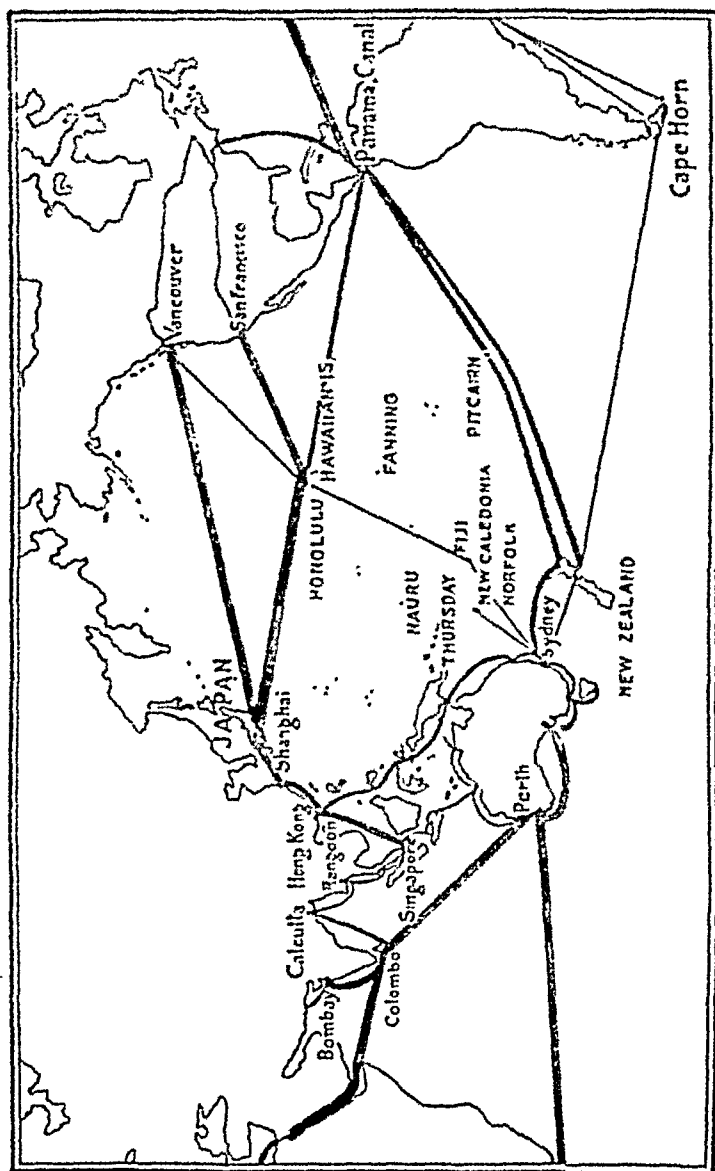 Vancouver
San Francisco
Panama Canal
JAPAN
Shanghai
Hong Kong
Calcutta
Rangoon
Bombay
HONOLULU
HAWAIIAN IS.
Colombo
Singapore
FANNING
NAURU
THURSDAY
FIJI
PITCAIRN
NEW CALEDONIA
NORFOLK
Perth
Sydney
NEW ZEALAND
Cape Horn